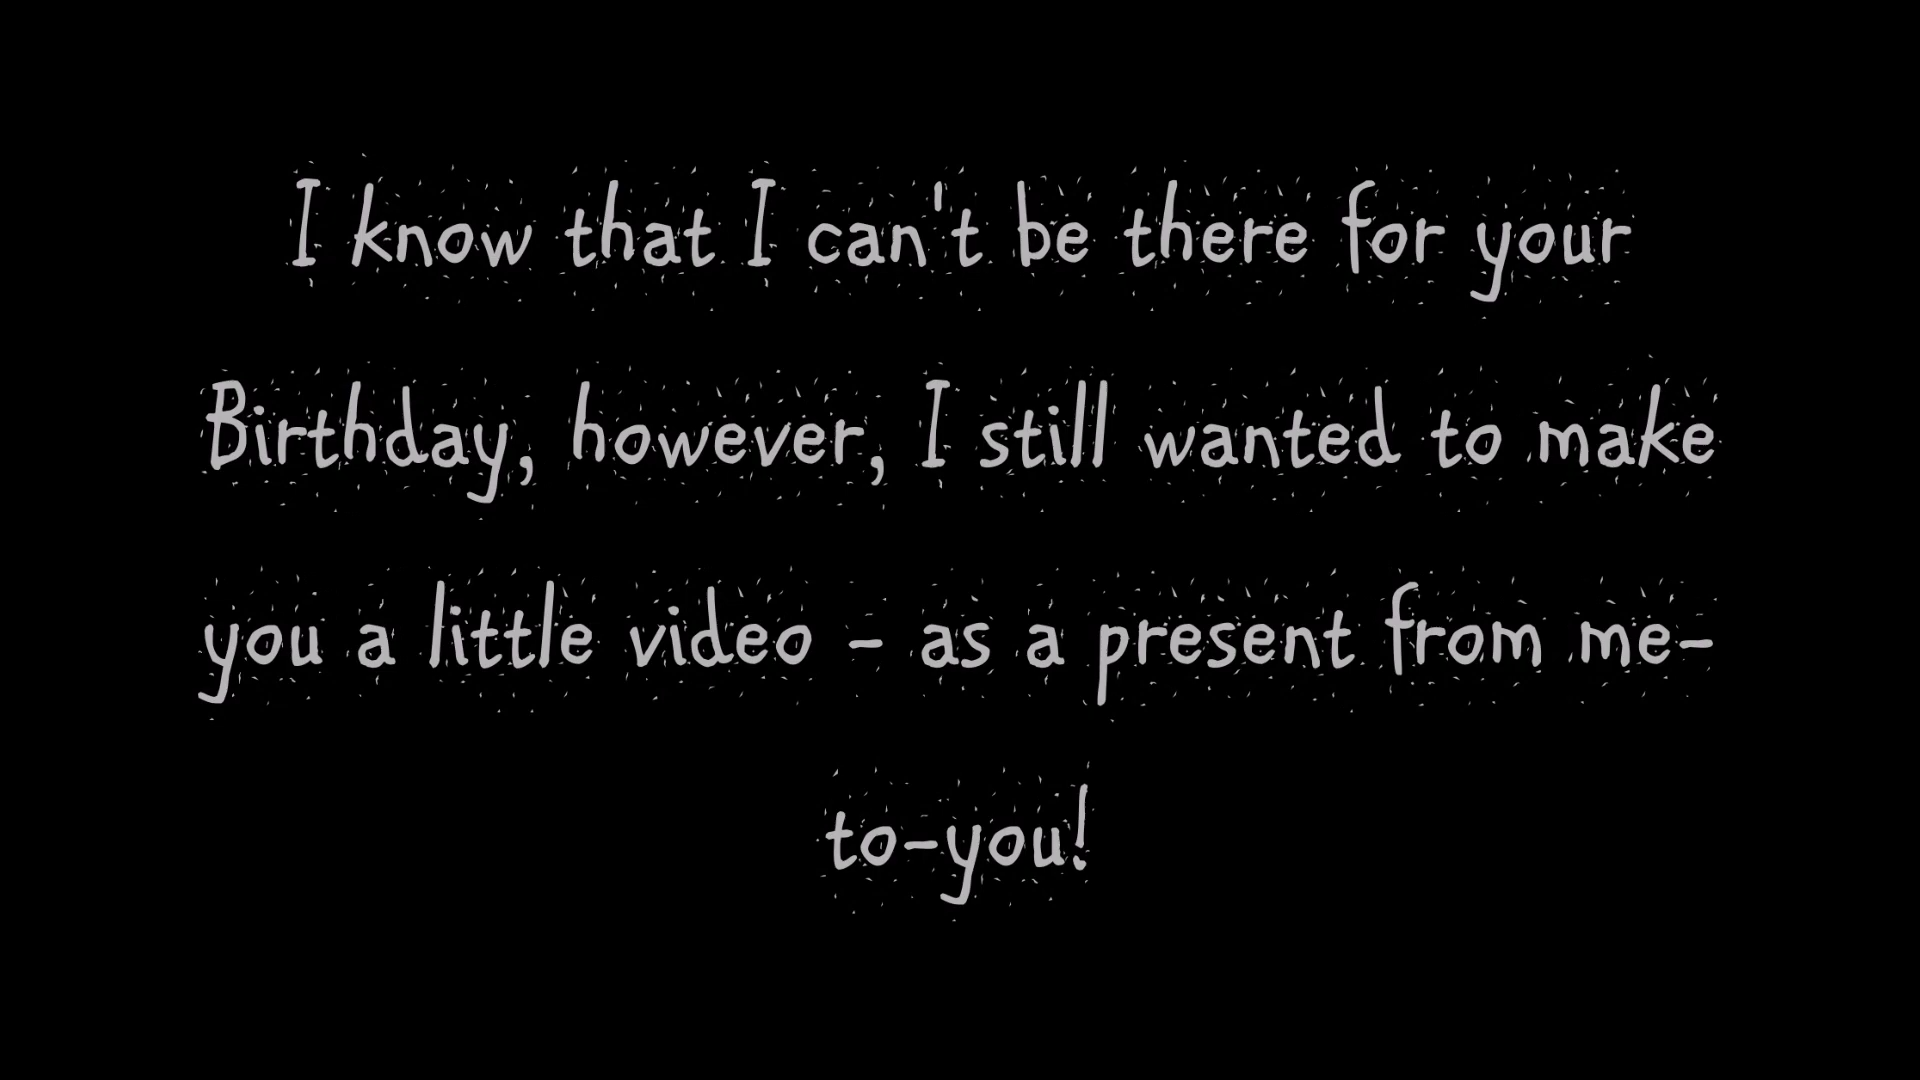 I know that I can't be there for your
Birthday, however, I still wanted to make
you a little video - as a present from me-
to-you!